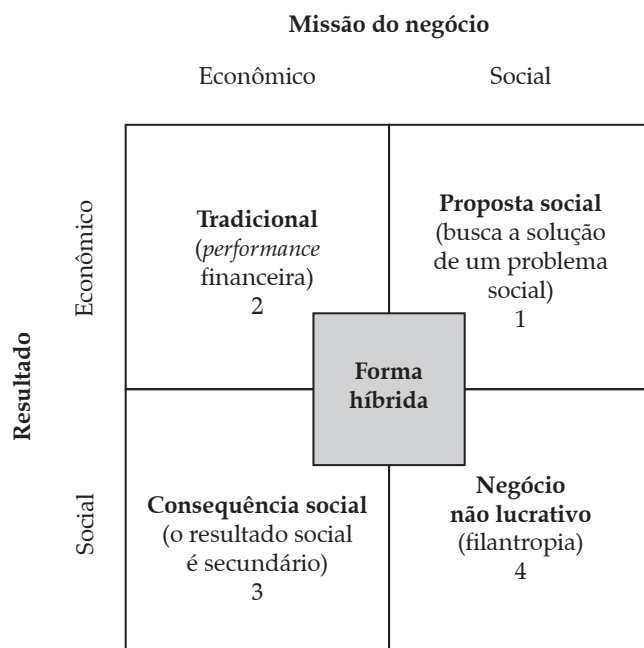 Missão do negócio
Econômico
Social
Resultado
Econômico
Tradicional
(performance
financeira)
2
Proposta social
(busca a solução
de um problema
social)
1
Forma
híbrida
Social
Consequência social
(o resultado social
é secundário)
3
Negócio
não lucrativo
(filantropia)
4